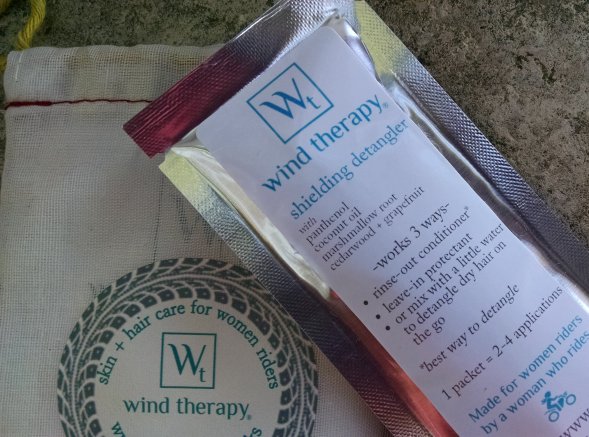 Wt
wind therapy®
shielding detangler
with
panthenol
coconut oil
marshmallow root
cedarwood + grapefruit
-works 3 ways-
• rinse-out conditioner*
• leave-in protectant
• or mix with a little water
to detangle dry hair on
the go
*best way to detangle
1 packet = 2-4 applications
Made for women riders
by a woman who rides
skin + hair care for women riders
Wt
wind therapy®